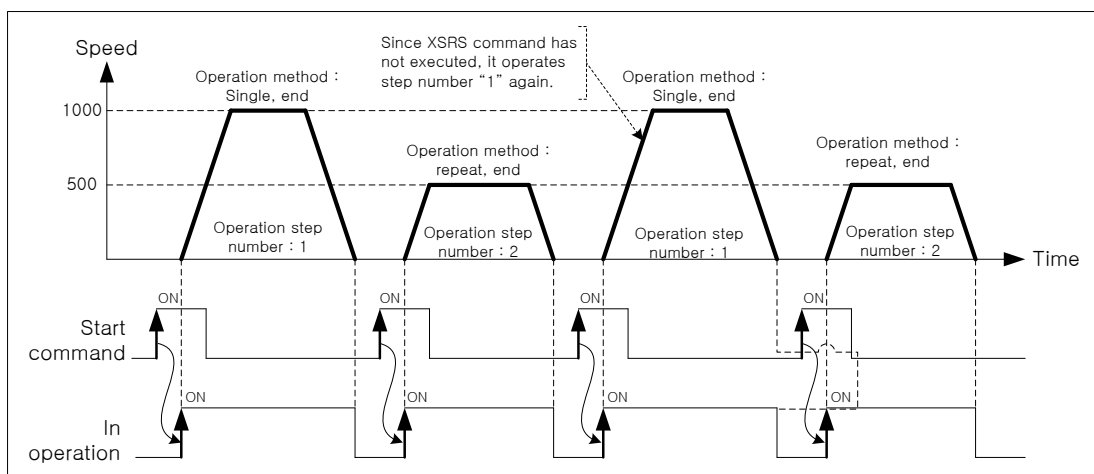 Speed
Since XSRS command has
not executed, it operates
step number “1” again.
Operation method :
Single, end
Operation method :
Single, end
1000
Operation method :
repeat, end
Operation method :
repeat, end
500
Operation step
number : 1
Operation step
number : 2
Operation step
number : 1
Operation step
number : 2
Time
ON
ON
ON
ON
Start
command
ON
ON
ON
ON
In
operation